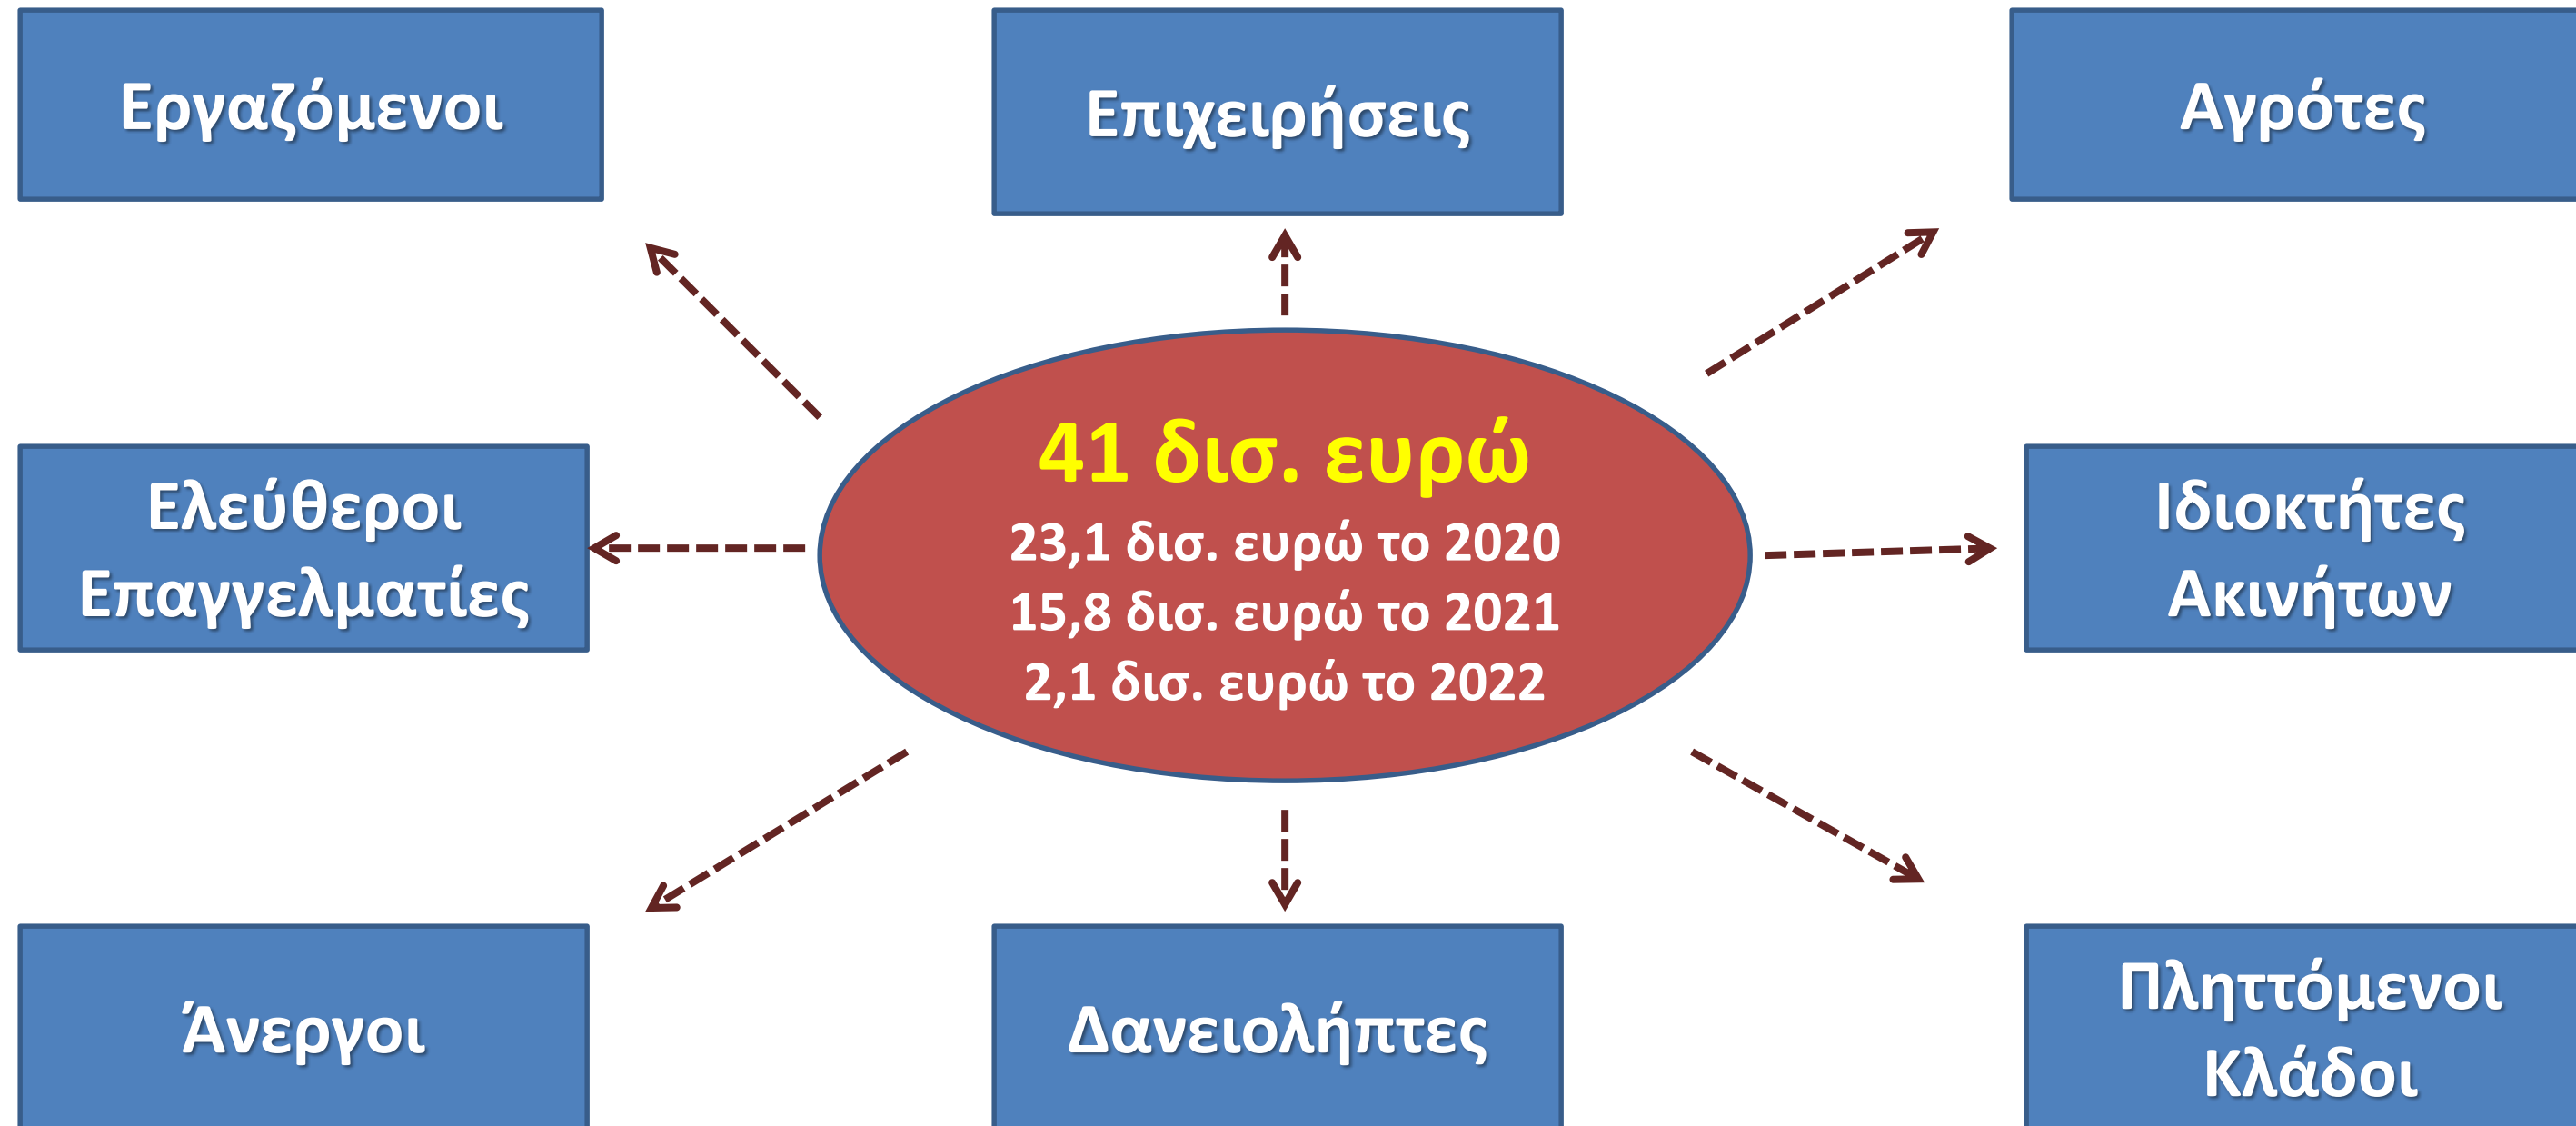 Εργαζόμενοι
Επιχειρήσεις
Αγρότες
41 δισ. ευρώ
23,1 δισ. ευρώ το 2020
15,8 δισ. ευρώ το 2021
2,1 δισ. ευρώ το 2022
Ελεύθεροι
Επαγγελματίες
Ιδιοκτήτες
Ακινήτων
Άνεργοι
Δανειολήπτες
Πληττόμενοι
Κλάδοι